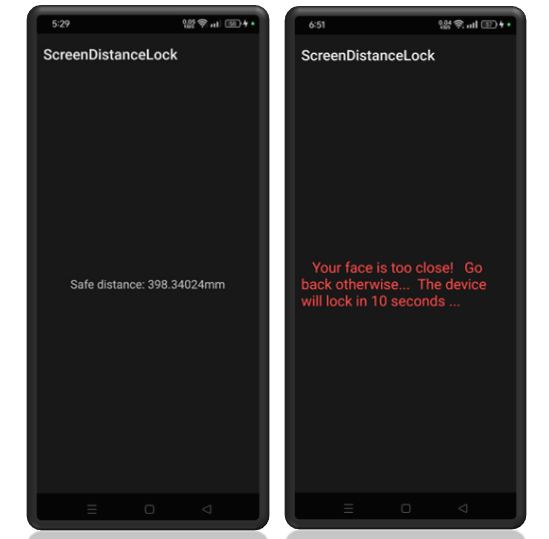 5:29
ScreenDistanceLock
Safe distance: 398.34024mm
6:51
ScreenDistanceLock
Your face is too close! Go
back otherwise... The device
will lock in 10 seconds ...